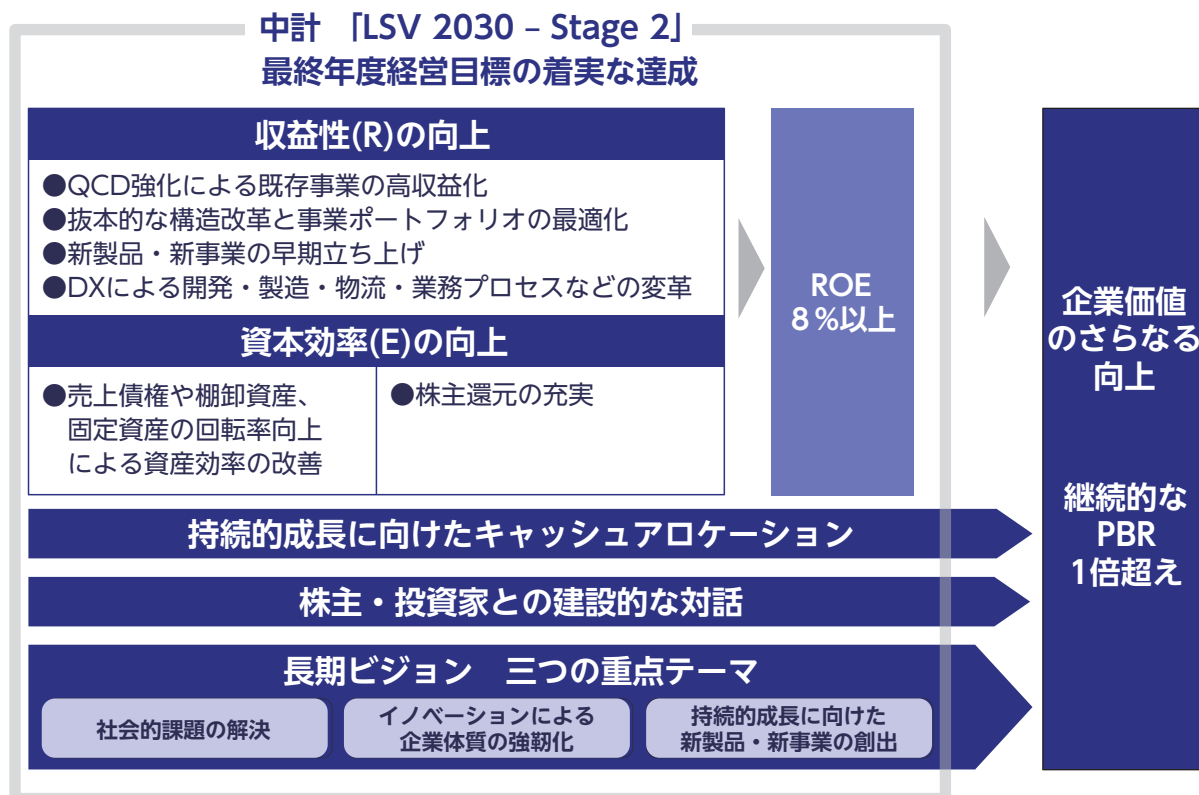 中計 「LSV 2030 – Stage 2」
最終年度経営目標の着実な達成
収益性(R)の向上
●QCD強化による既存事業の高収益化
●抜本的な構造改革と事業ポートフォリオの最適化
●新製品・新事業の早期立ち上げ
●DXによる開発・製造・物流・業務プロセスなどの変革
資本効率(E)の向上
●売上債権や棚卸資産、
固定資産の回転率向上
による資産効率の改善
●株主還元の充実
ROE
8%以上
持続的成長に向けたキャッシュアロケーション
株主・投資家との建設的な対話
長期ビジョン 三つの重点テーマ
社会的課題の解決
イノベーションによる
企業体質の強靭化
持続的成長に向けた
新製品・新事業の創出
企業価値
のさらなる
向上
継続的な
PBR
1倍超え